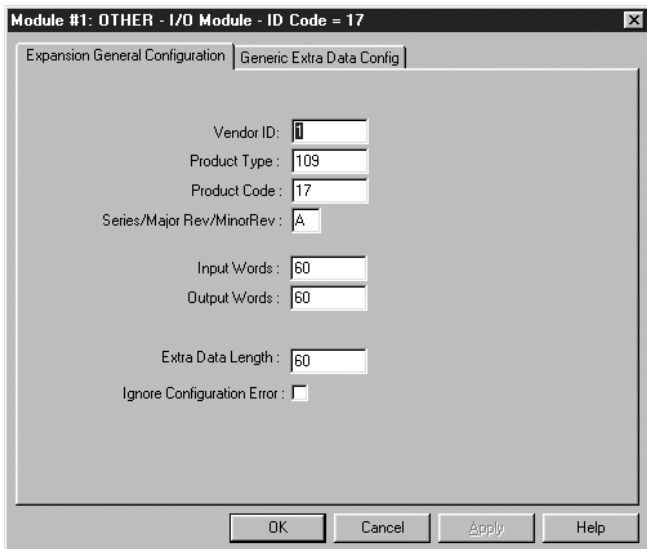 Module #1: OTHER - I/O Module - ID Code = 17
Expansion General Configuration
Generic Extra Data Config
Vendor ID: 1
Product Type : 109
Product Code : 17
Series/Major Rev/MinorRev : A
Input Words : 60
Output Words : 60
Extra Data Length : 60
Ignore Configuration Error :
OK
Cancel
Apply
Help